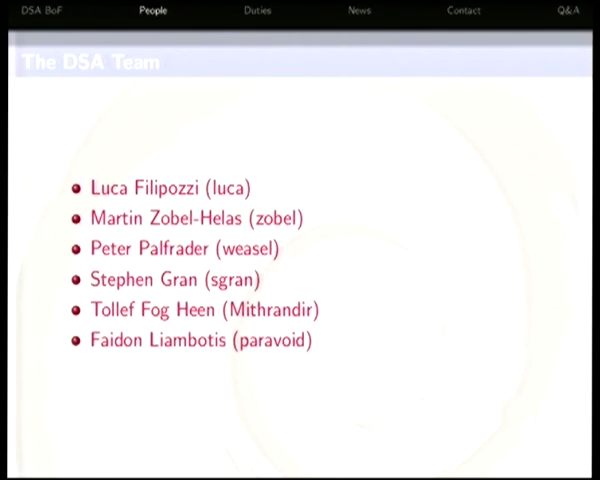 DSA BoF People Duties News Contact Q&A
The DSA Team
Luca Filipozzi (luca)
Martin Zobel-Helas (zobel)
Peter Palfrader (weasel)
Stephen Gran (sgran)
Tollef Fog Heen (Mithrandir)
Faidon Liambotis (paravoid)